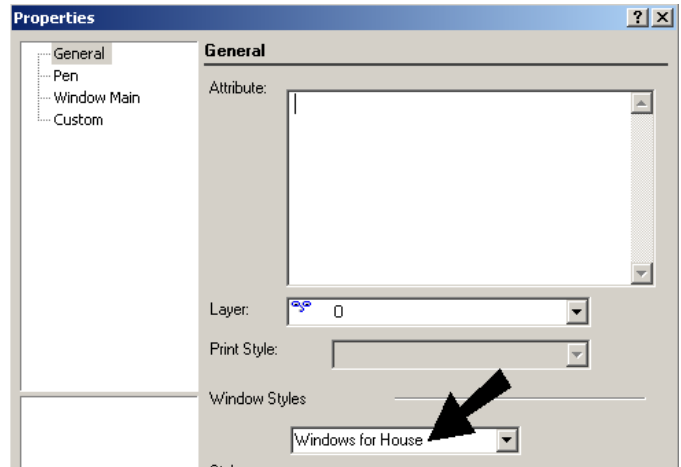 Properties
General
Pen
Window Main
Custom
General
Attribute:
Layer:
0
Print Style:
Window Styles
Windows for House